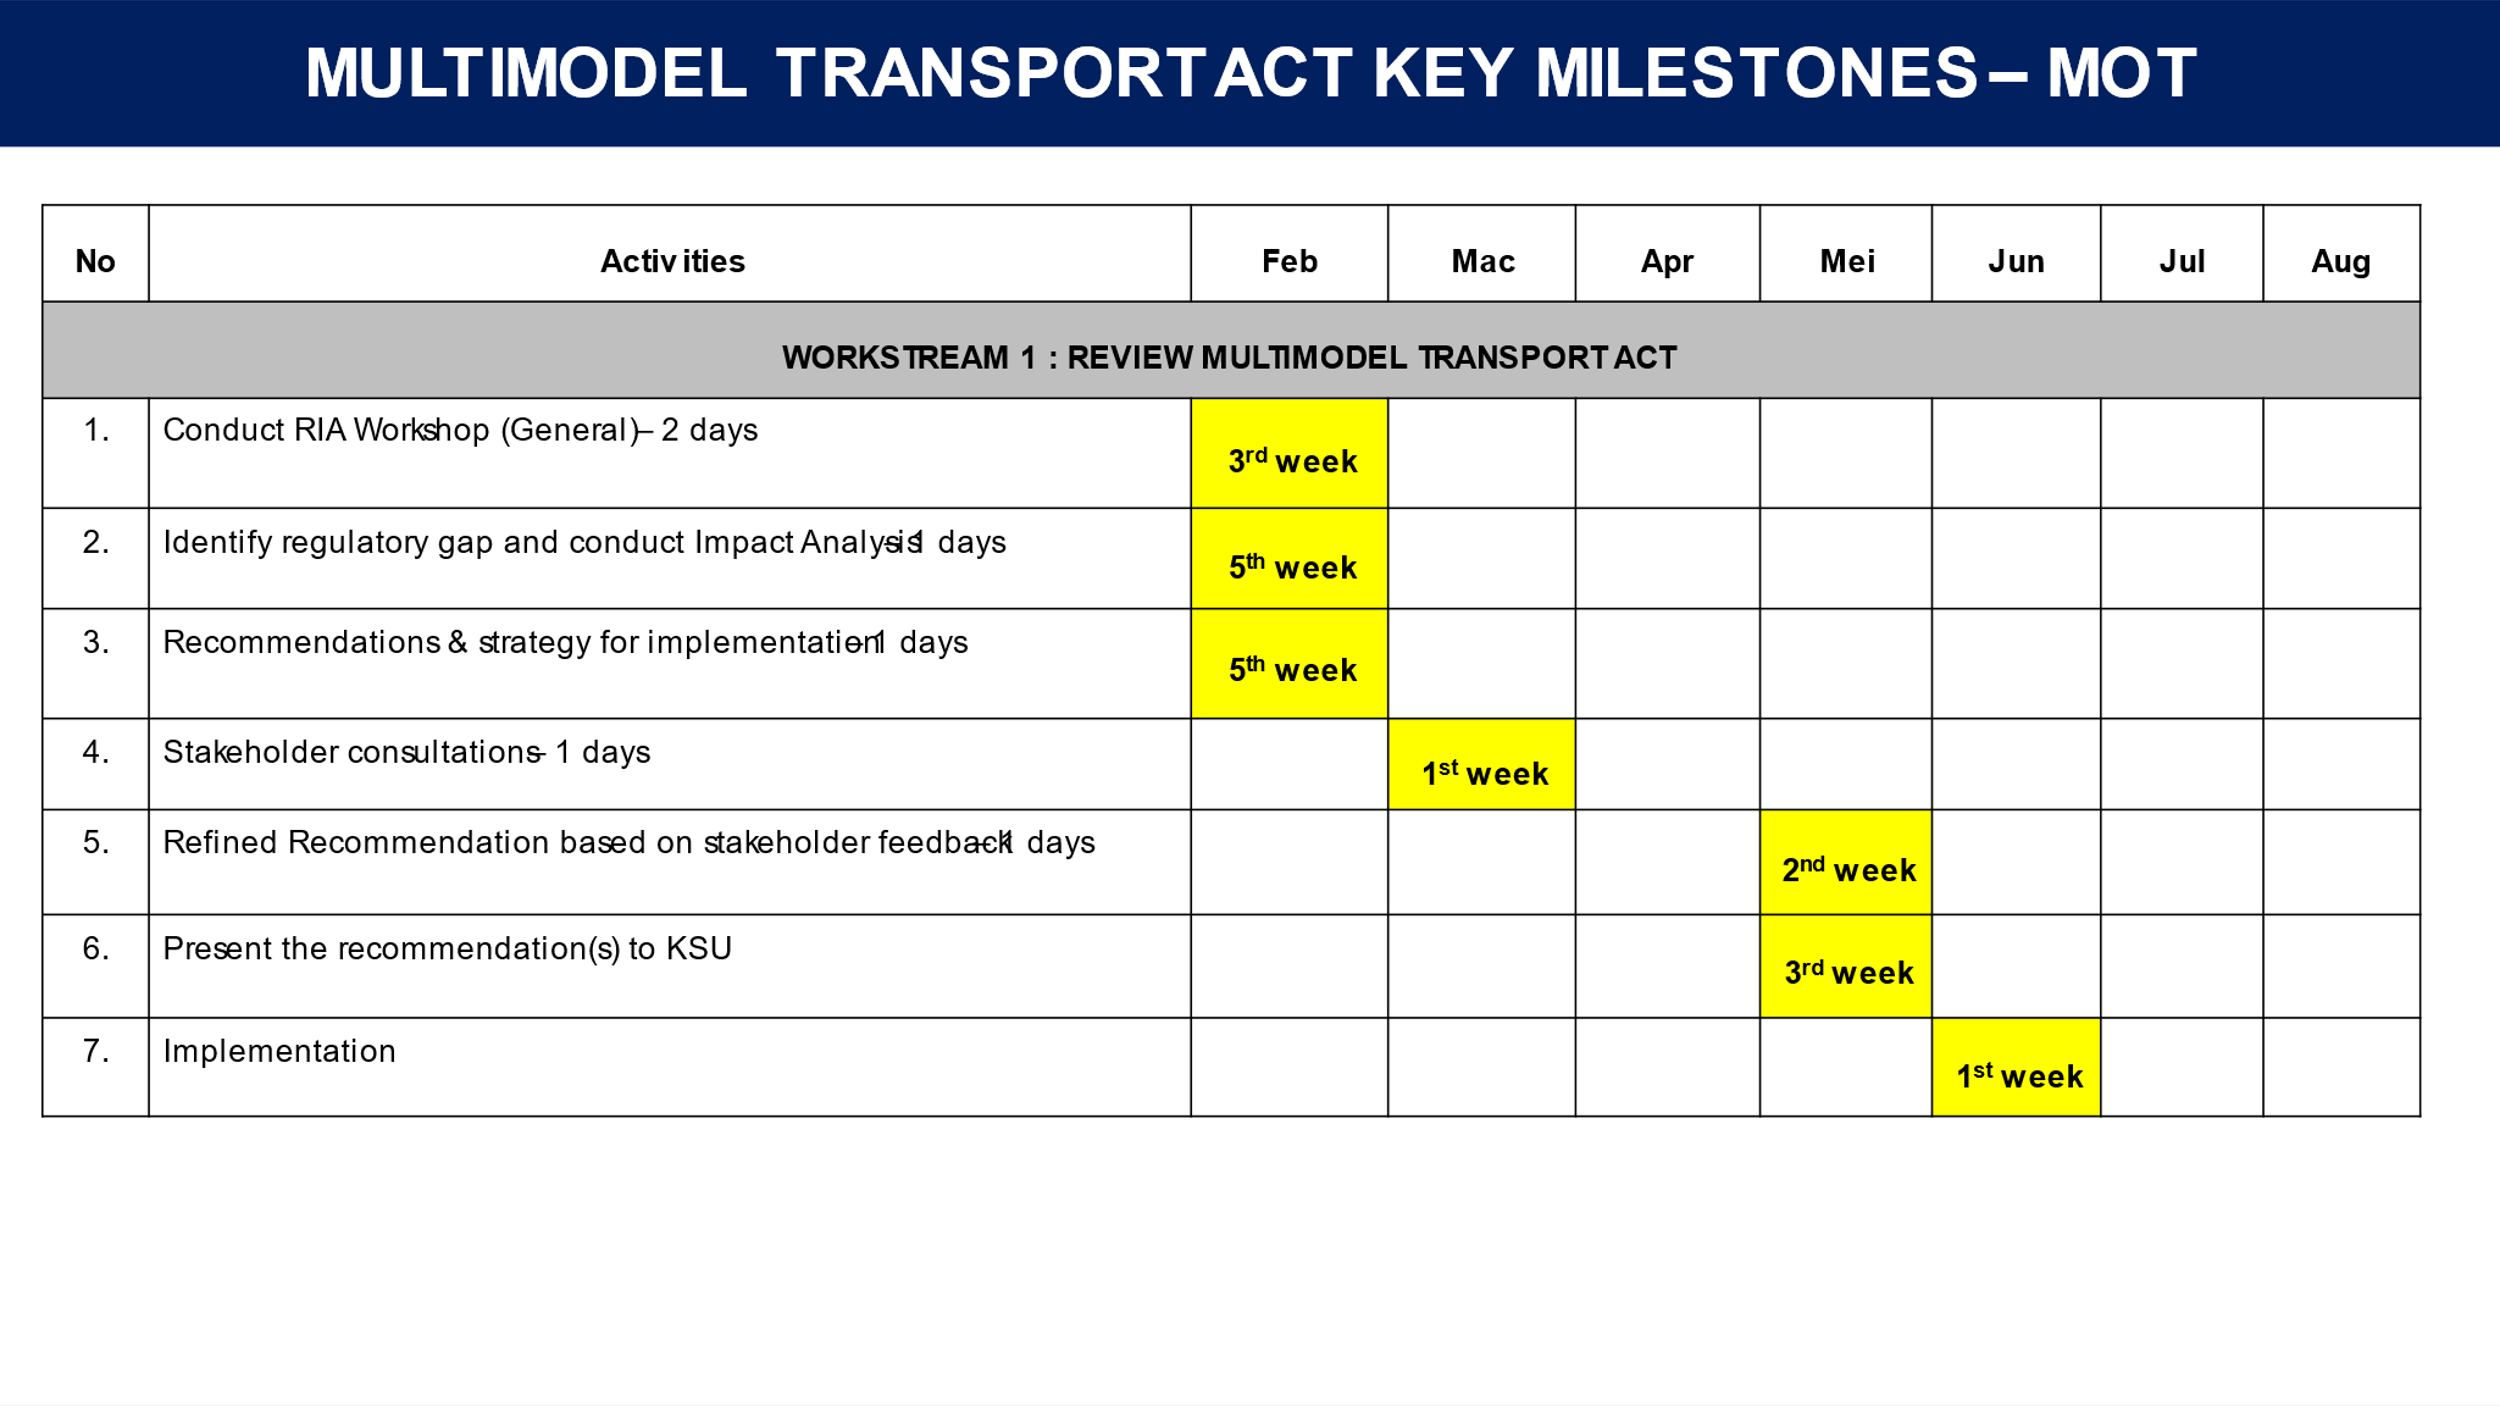 MULTIMODEL TRANSPORT ACT KEY MILESTONES – MOT
No Activities Feb Mac Apr Mei Jun Jul Aug
WORKSTREAM 1 : REVIEW MULTIMODEL TRANSPORT ACT
1. Conduct RIA Workshop (General)– 2 days 3rd week
2. Identify regulatory gap and conduct Impact Analysis – 1 days 5th week
3. Recommendations & strategy for implementation – 1 days 5th week
4. Stakeholder consultations – 1 days 1st week
5. Refined Recommendation based on stakeholder feedback – 1 days 2nd week
6. Present the recommendation(s) to KSU 3rd week
7. Implementation 1st week